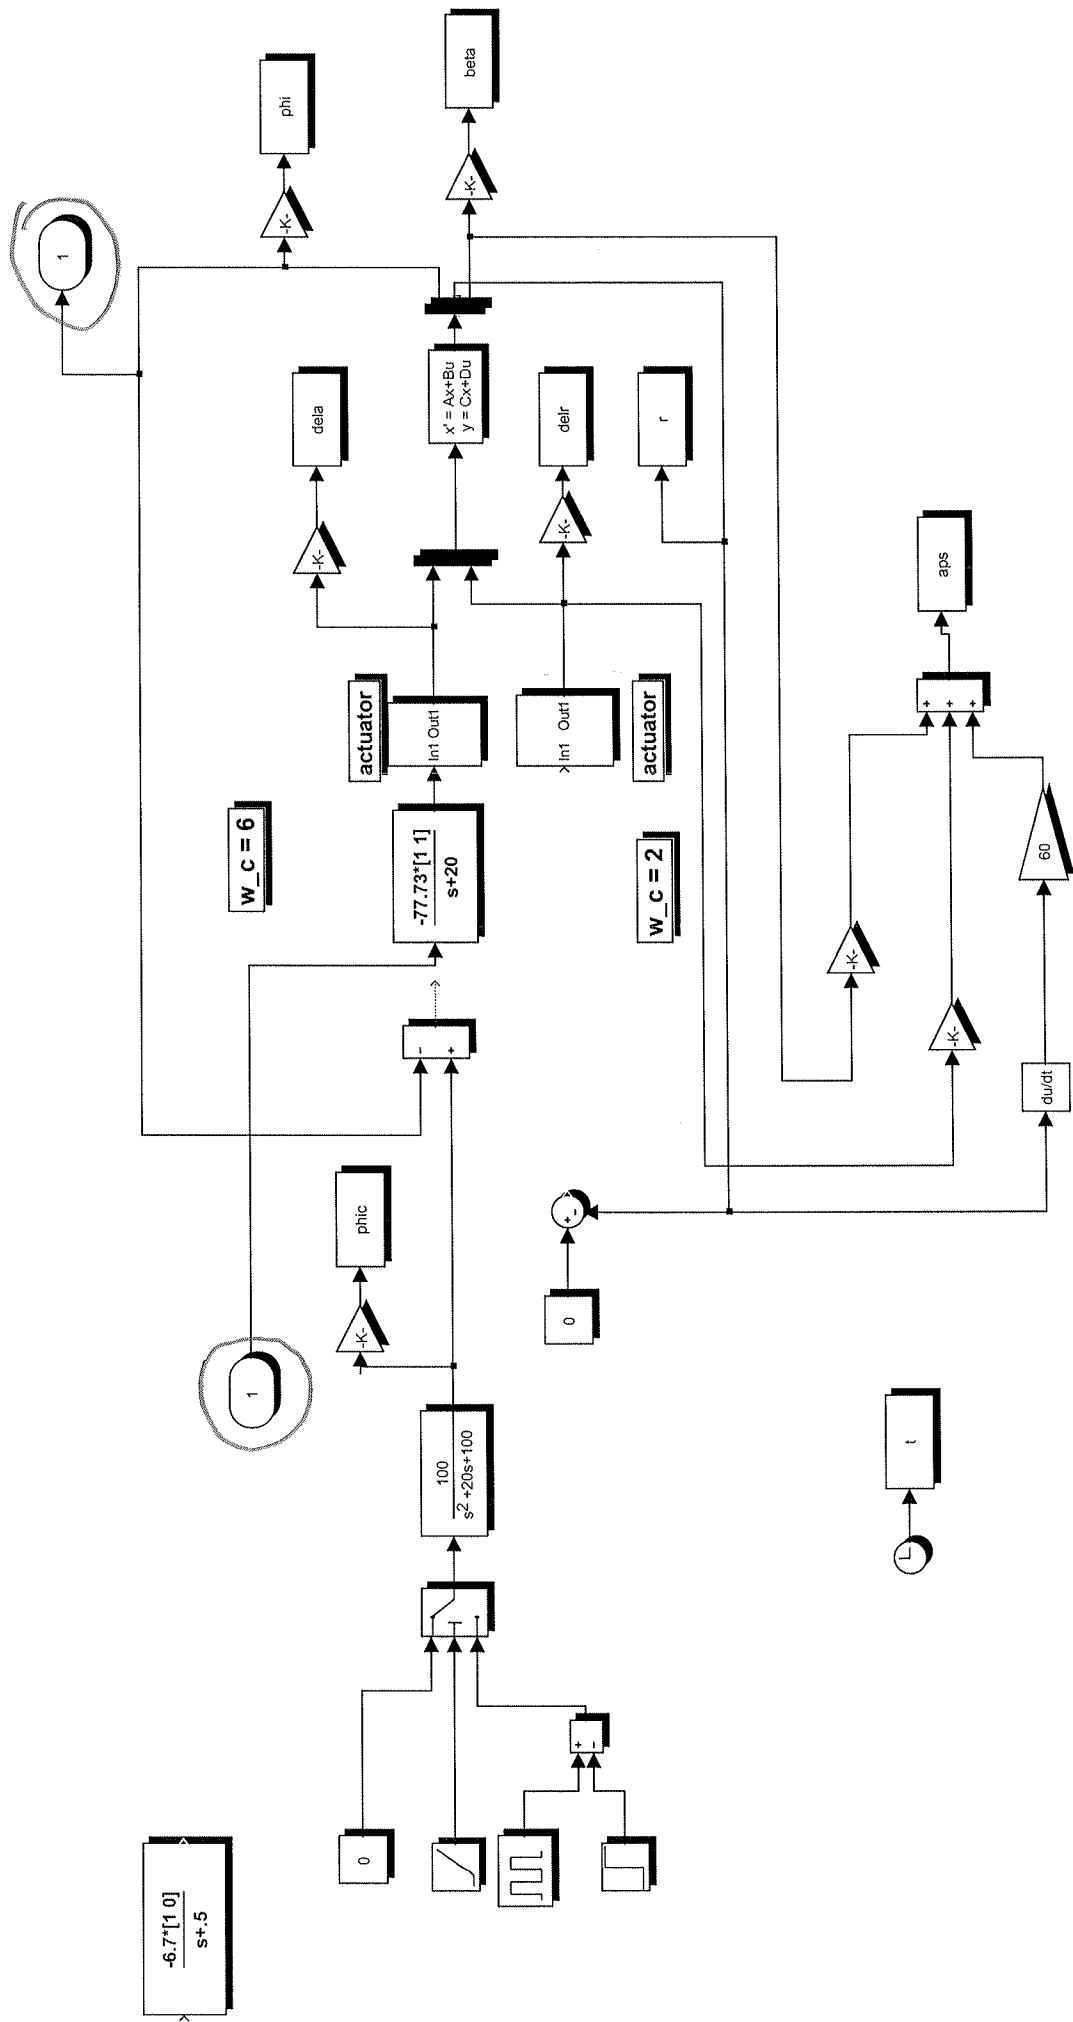 -6.7*[1 0]
s+.5
0
100
s²+20s+100
-K-
phic
1
- +
-77.73*[1 1]
s+20
w_c = 6
actuator
In1 Out1
-K-
dela
x' = Ax+Bu
y = Cx+Du
1
-K-
phi
-K-
beta
+ -
0
+ -
w_c = 2
In1 Out1
actuator
-K-
delr
r
t
du/dt
60
-K-
-K-
+ + +
aps